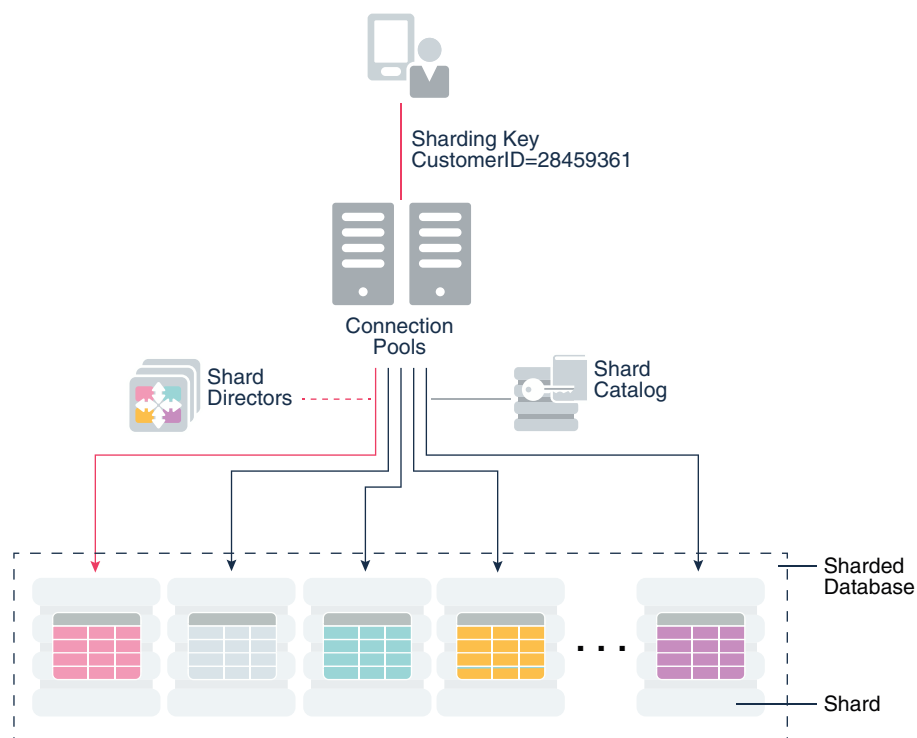 Sharding Key
CustomerID=28459361
Connection
Pools
Shard
Directors
Shard
Catalog
Sharded
Database
. . .
Shard